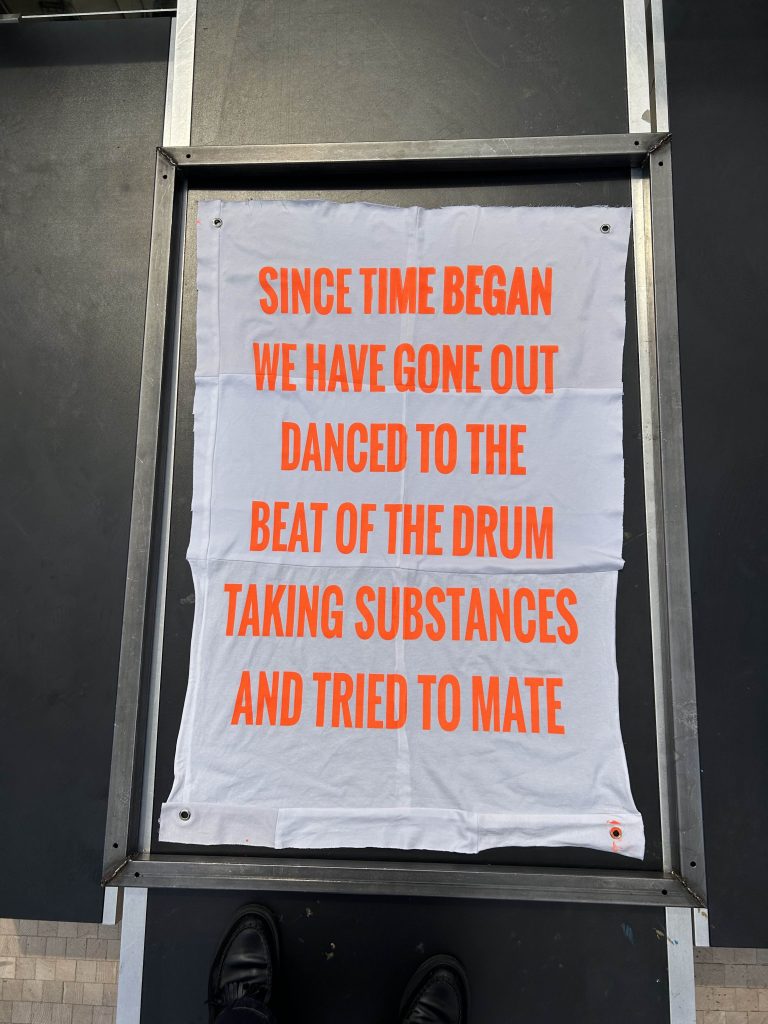 SINCE TIME BEGAN
WE HAVE GONE OUT
DANCED TO THE
BEAT OF THE DRUM
TAKING SUBSTANCES
AND TRIED TO MATE